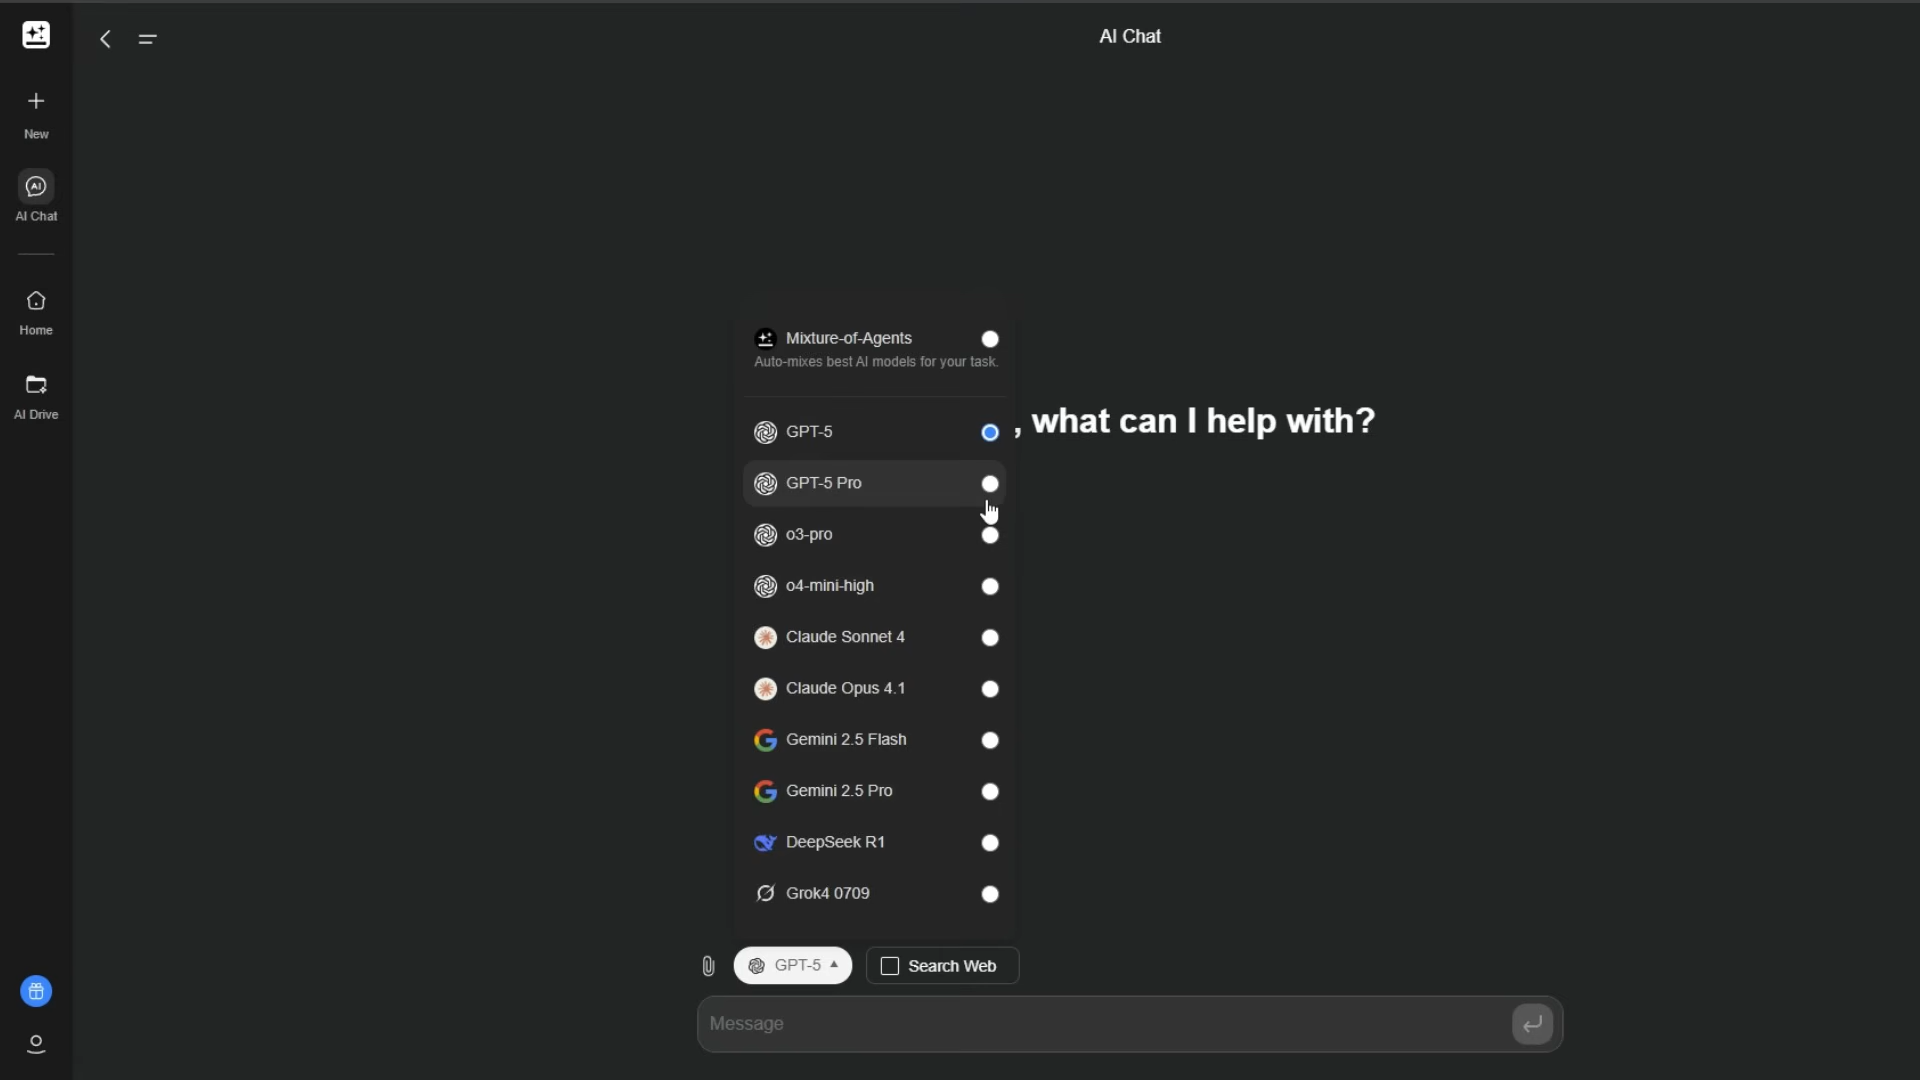 AI Chat
New
AI Chat
Home
AI Drive
Mixture-of-Agents
Auto-mixes best AI models for your task.
GPT-5
, what can I help with?
GPT-5 Pro
o3-pro
o4-mini-high
Claude Sonnet 4
Claude Opus 4.1
Gemini 2.5 Flash
Gemini 2.5 Pro
DeepSeek R1
Grok4 0709
GPT-5
Search Web
Message